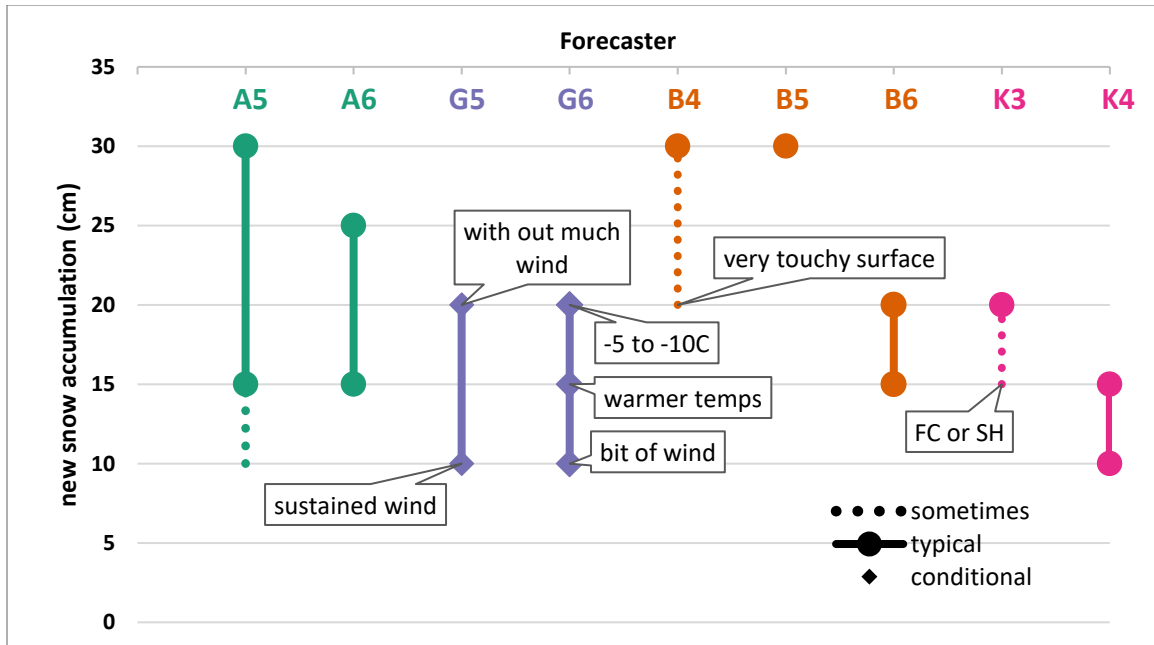 Forecaster
35
A5 A6 G5 G6 B4 B5 B6 K3 K4
30
with out much
wind
25
very touchy surface
20
-5 to -10C
warmer temps
15
FC or SH
bit of wind
10
sustained wind
sometimes
5
typical
conditional
0
new snow accumulation (cm)